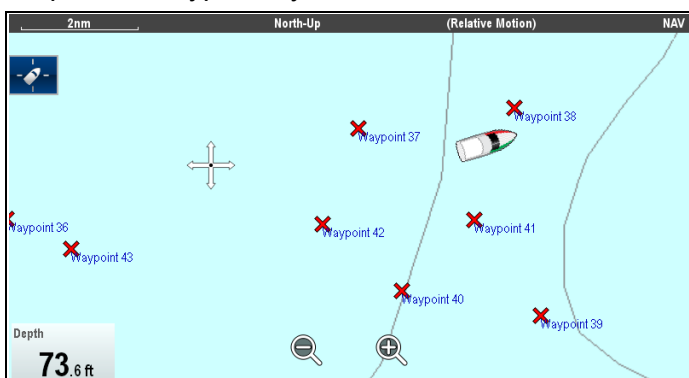 2nm North-Up (Relative Motion) NAV
Waypoint 38
Waypoint 37
Waypoint 36
Waypoint 42
Waypoint 41
Waypoint 43
Waypoint 40
Waypoint 39
Depth
73.6 ft